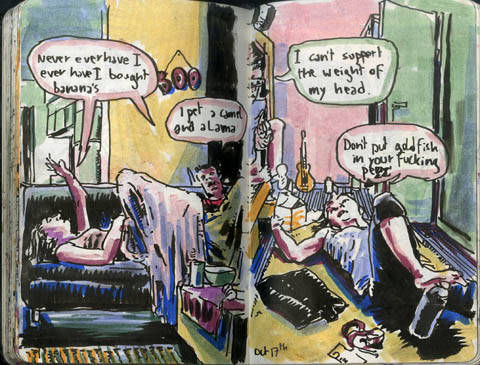 Never ever have I
ever have I bought
banana's
I pet a camel
and a Lama
I can't support
the weight of
my head.
Don't put goldfish
in your fucking
pepsi
Oct 17th